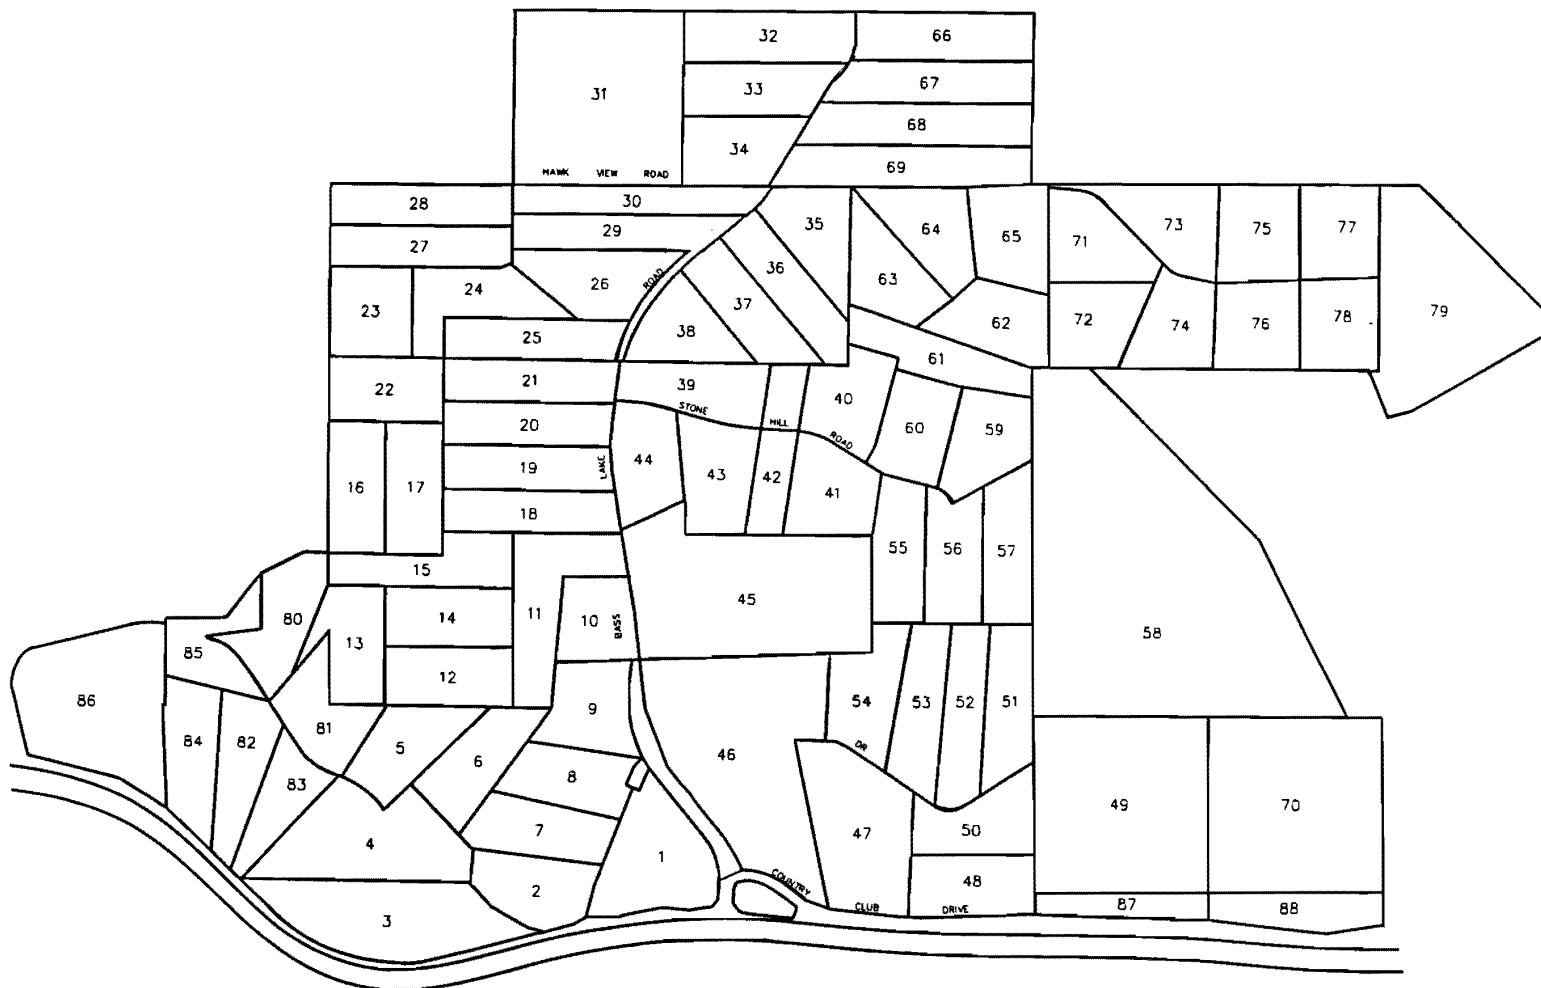 32 66
31 33 67
34 68
HAWK VIEW ROAD 69
28 30
29 35 64 65 73 75 77
27 36 71
26 ROAD 63
24
23 37 62 72 74 76 78 79
25 38 61
22 21 39 40
STONE HILL ROAD
20 60 59
16 17 19 LAKE 44 43 42 41
18
15 55 56 57
14 11 10 BASS 45 58
80
13
85 12
86 9 54 53 52 51
84 82 81 5 6 46 DR
83 8 49 70
7 47 50
4 1
COUNTRY
2 48
3 CLUB DRIVE 87 88